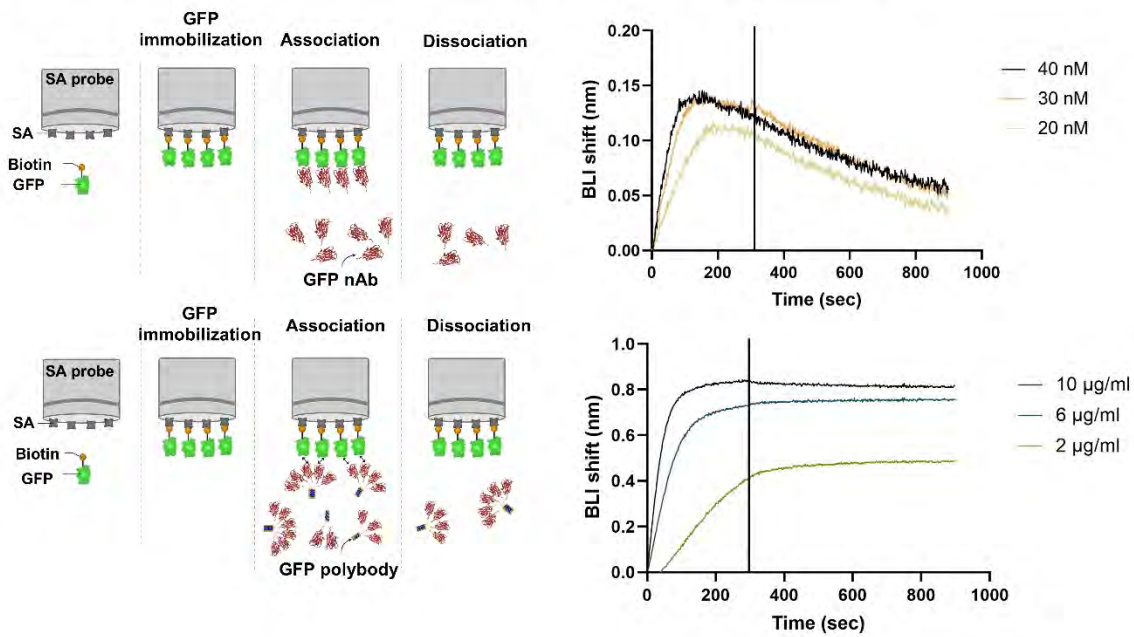 GFP
immobilization
Association
Dissociation
SA probe
SA
Biotin
GFP
GFP nAb
BLI shift (nm)
0.20
0.15
0.10
0.05
0.00
0
200
400
600
800
1000
Time (sec)
40 nM
30 nM
20 nM
GFP
immobilization
Association
Dissociation
SA probe
SA
Biotin
GFP
GFP polybody
BLI shift (nm)
1.0
0.8
0.6
0.4
0.2
0.0
0
200
400
600
800
1000
Time (sec)
10 µg/ml
6 µg/ml
2 µg/ml